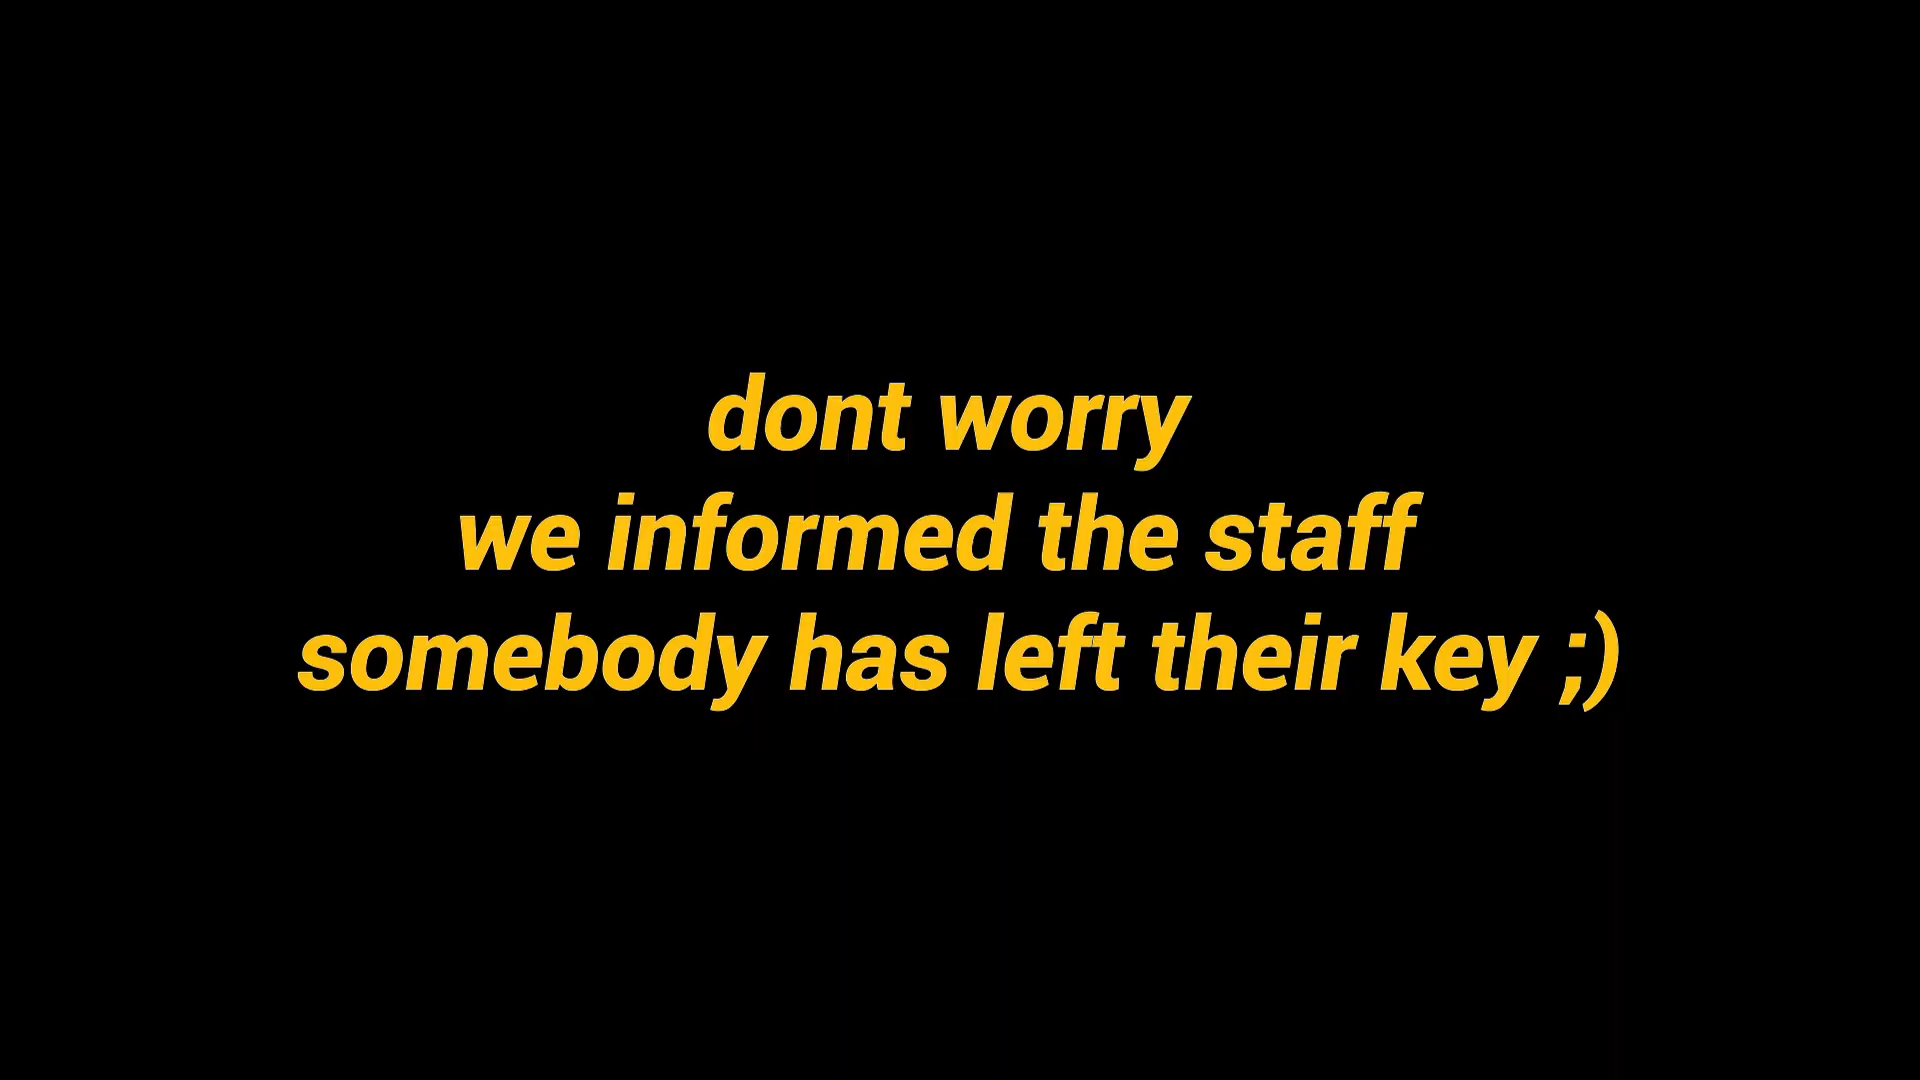 dont worry
we informed the staff
somebody has left their key ;)